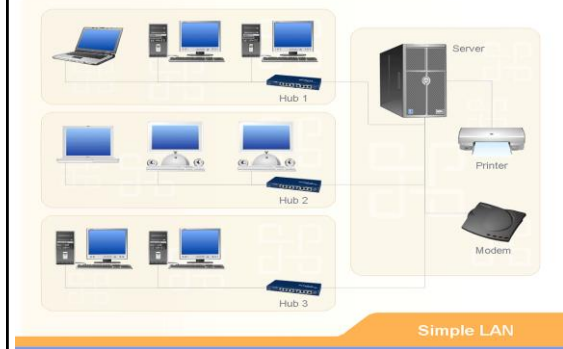 Server
Hub 1
Printer
Hub 2
Modem
Hub 3
Simple LAN